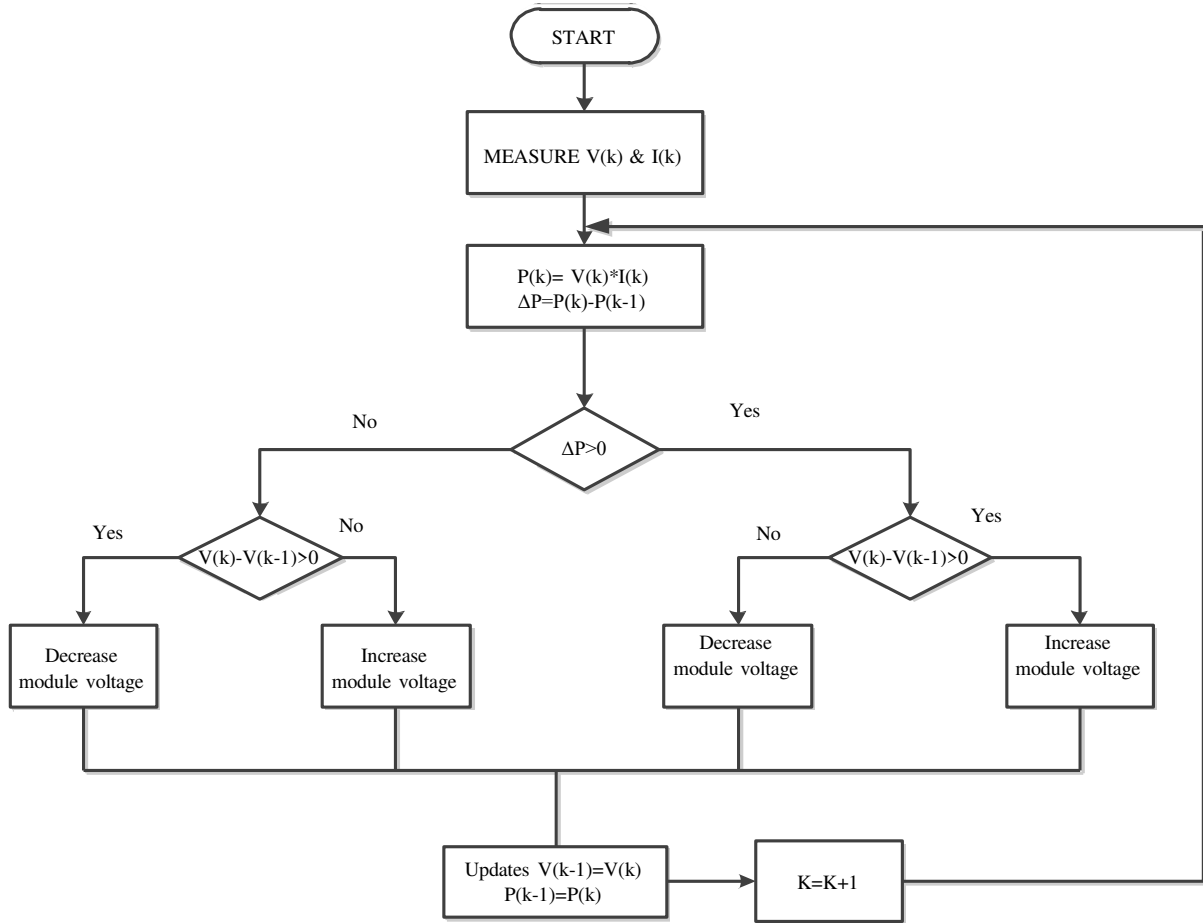 START
MEASURE V(k) & I(k)
P(k)= V(k)*I(k)
ΔP=P(k)-P(k-1)
No
Yes
ΔP>0
Yes
No
No
Yes
V(k)-V(k-1)>0
V(k)-V(k-1)>0
Decrease
module voltage
Increase
module voltage
Decrease
module voltage
Increase
module voltage
Updates V(k-1)=V(k)
P(k-1)=P(k)
K=K+1